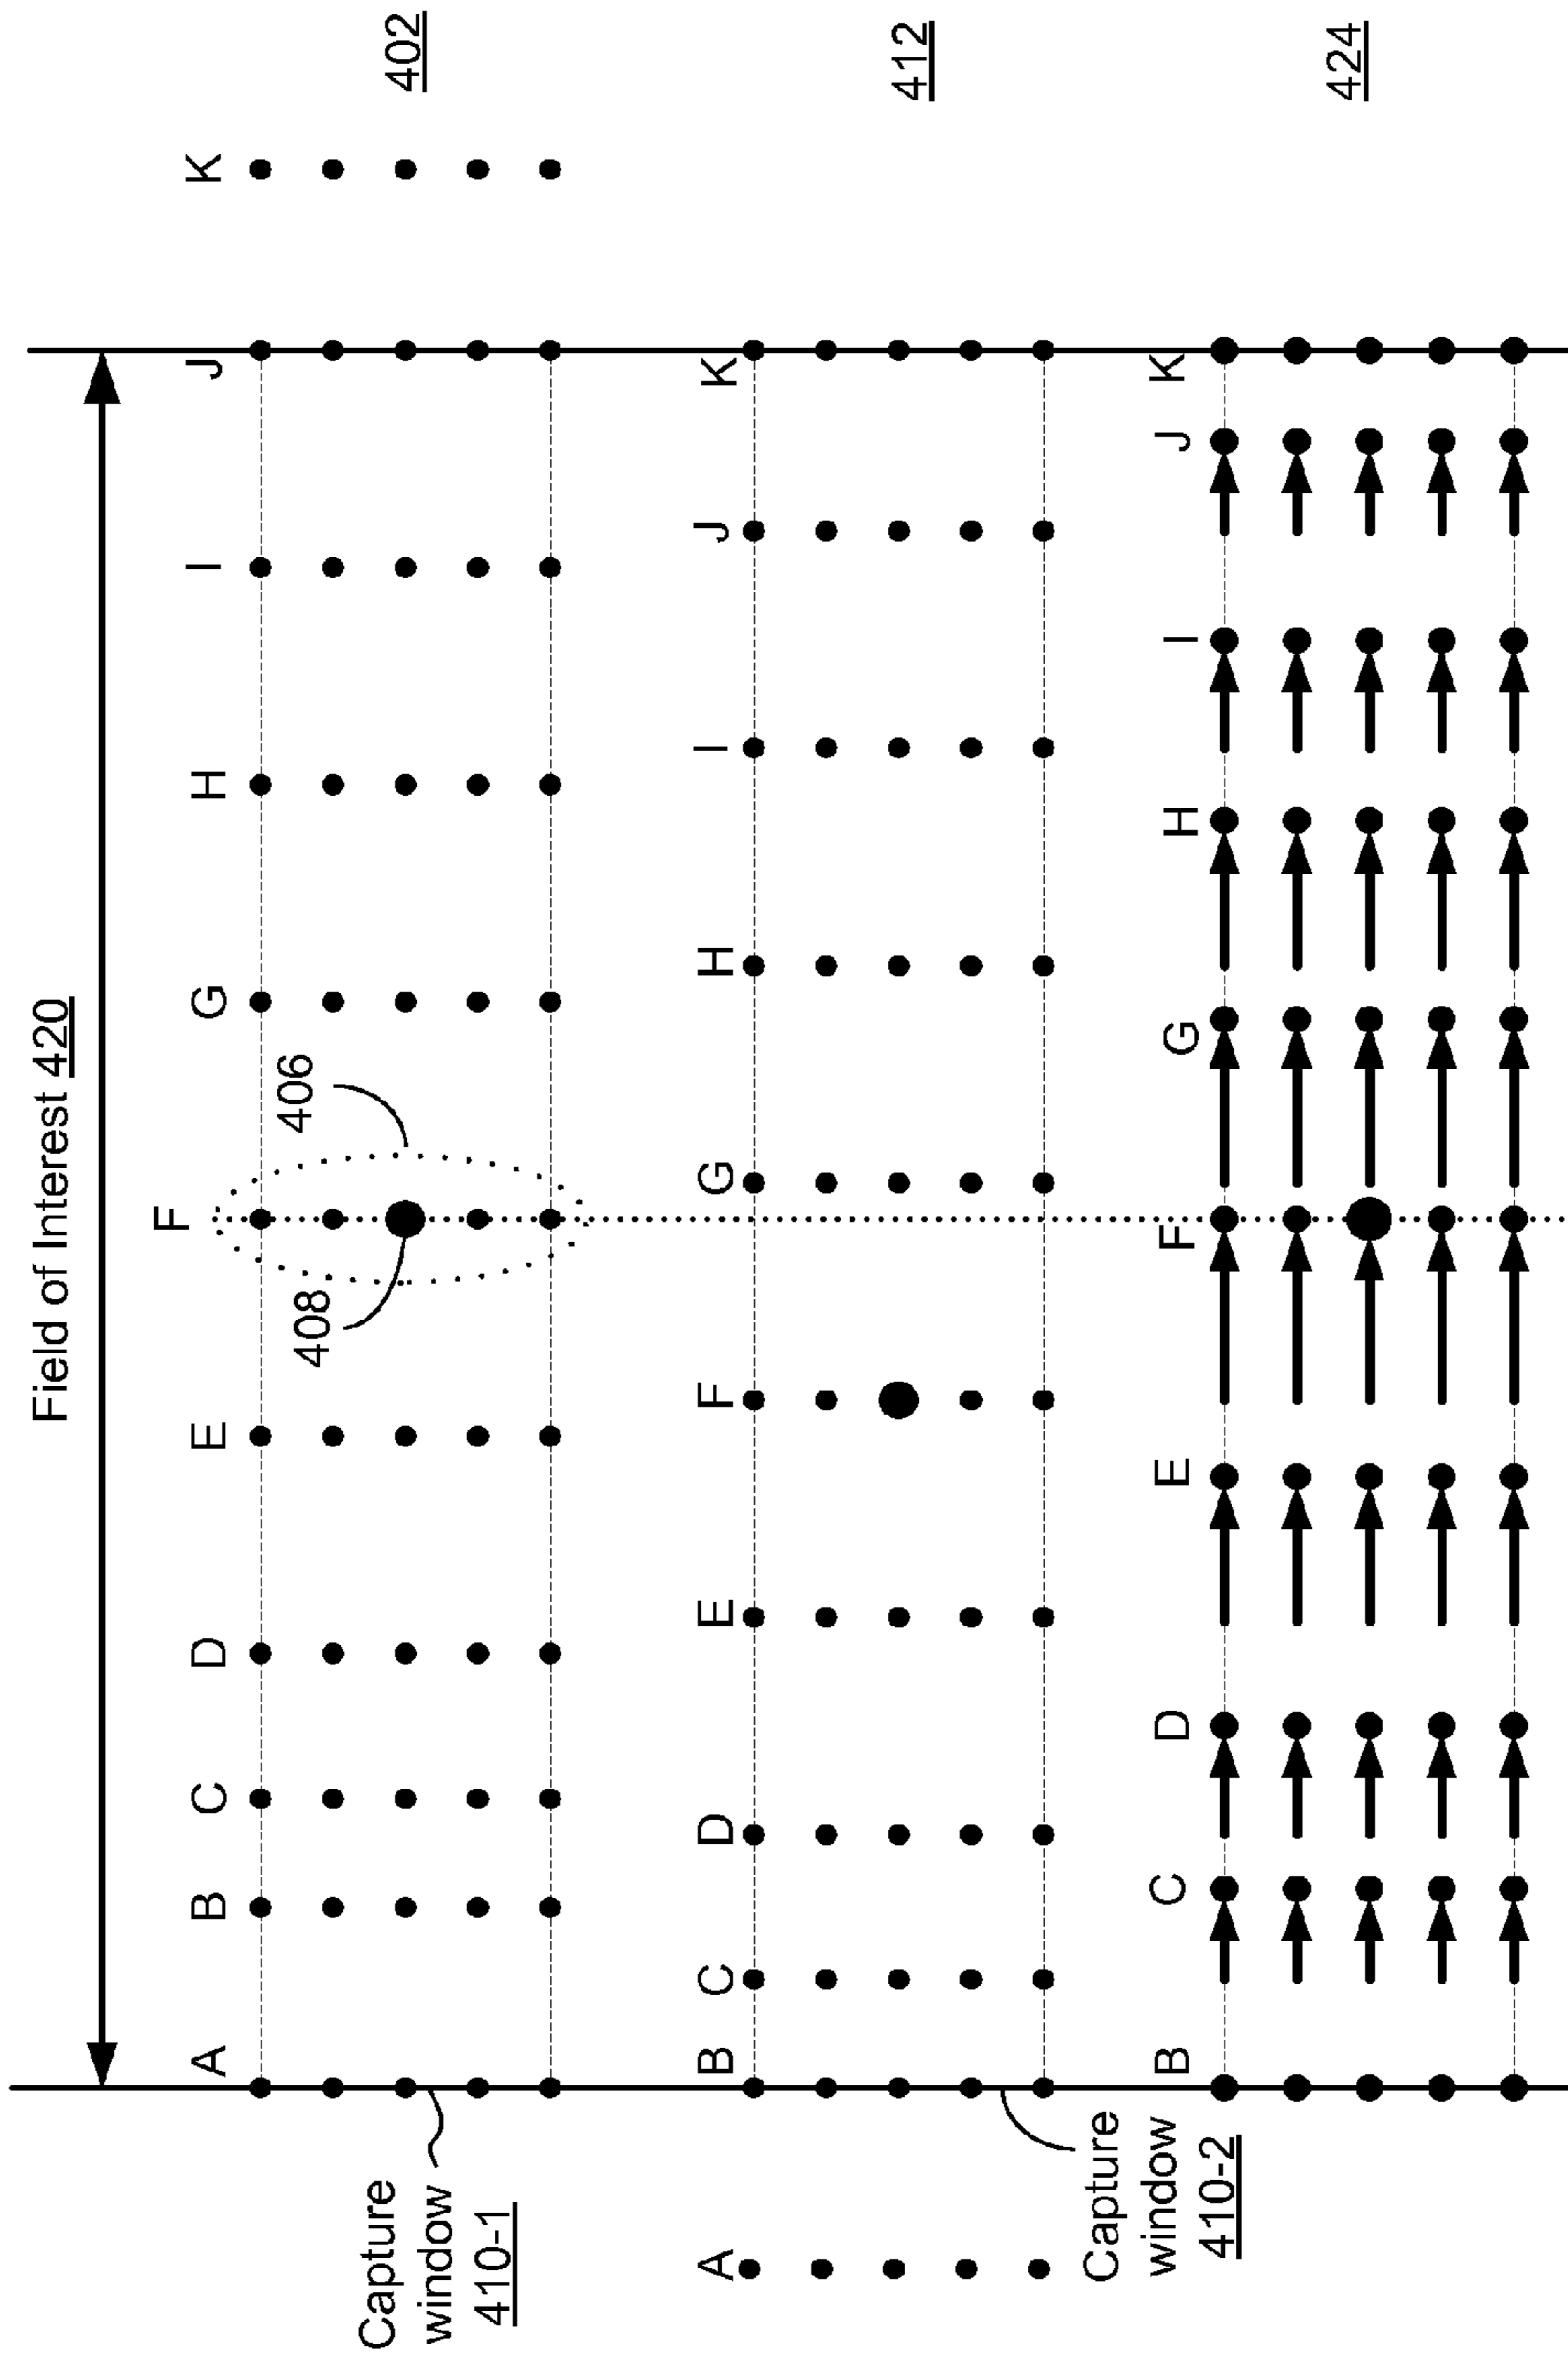 Field of Interest 420
A B C D E F G H I J K
406
408
402
Capture
window
410-1
A B C D E F G H I J K
412
Capture
window
410-2
B C D E F G H I J K
424